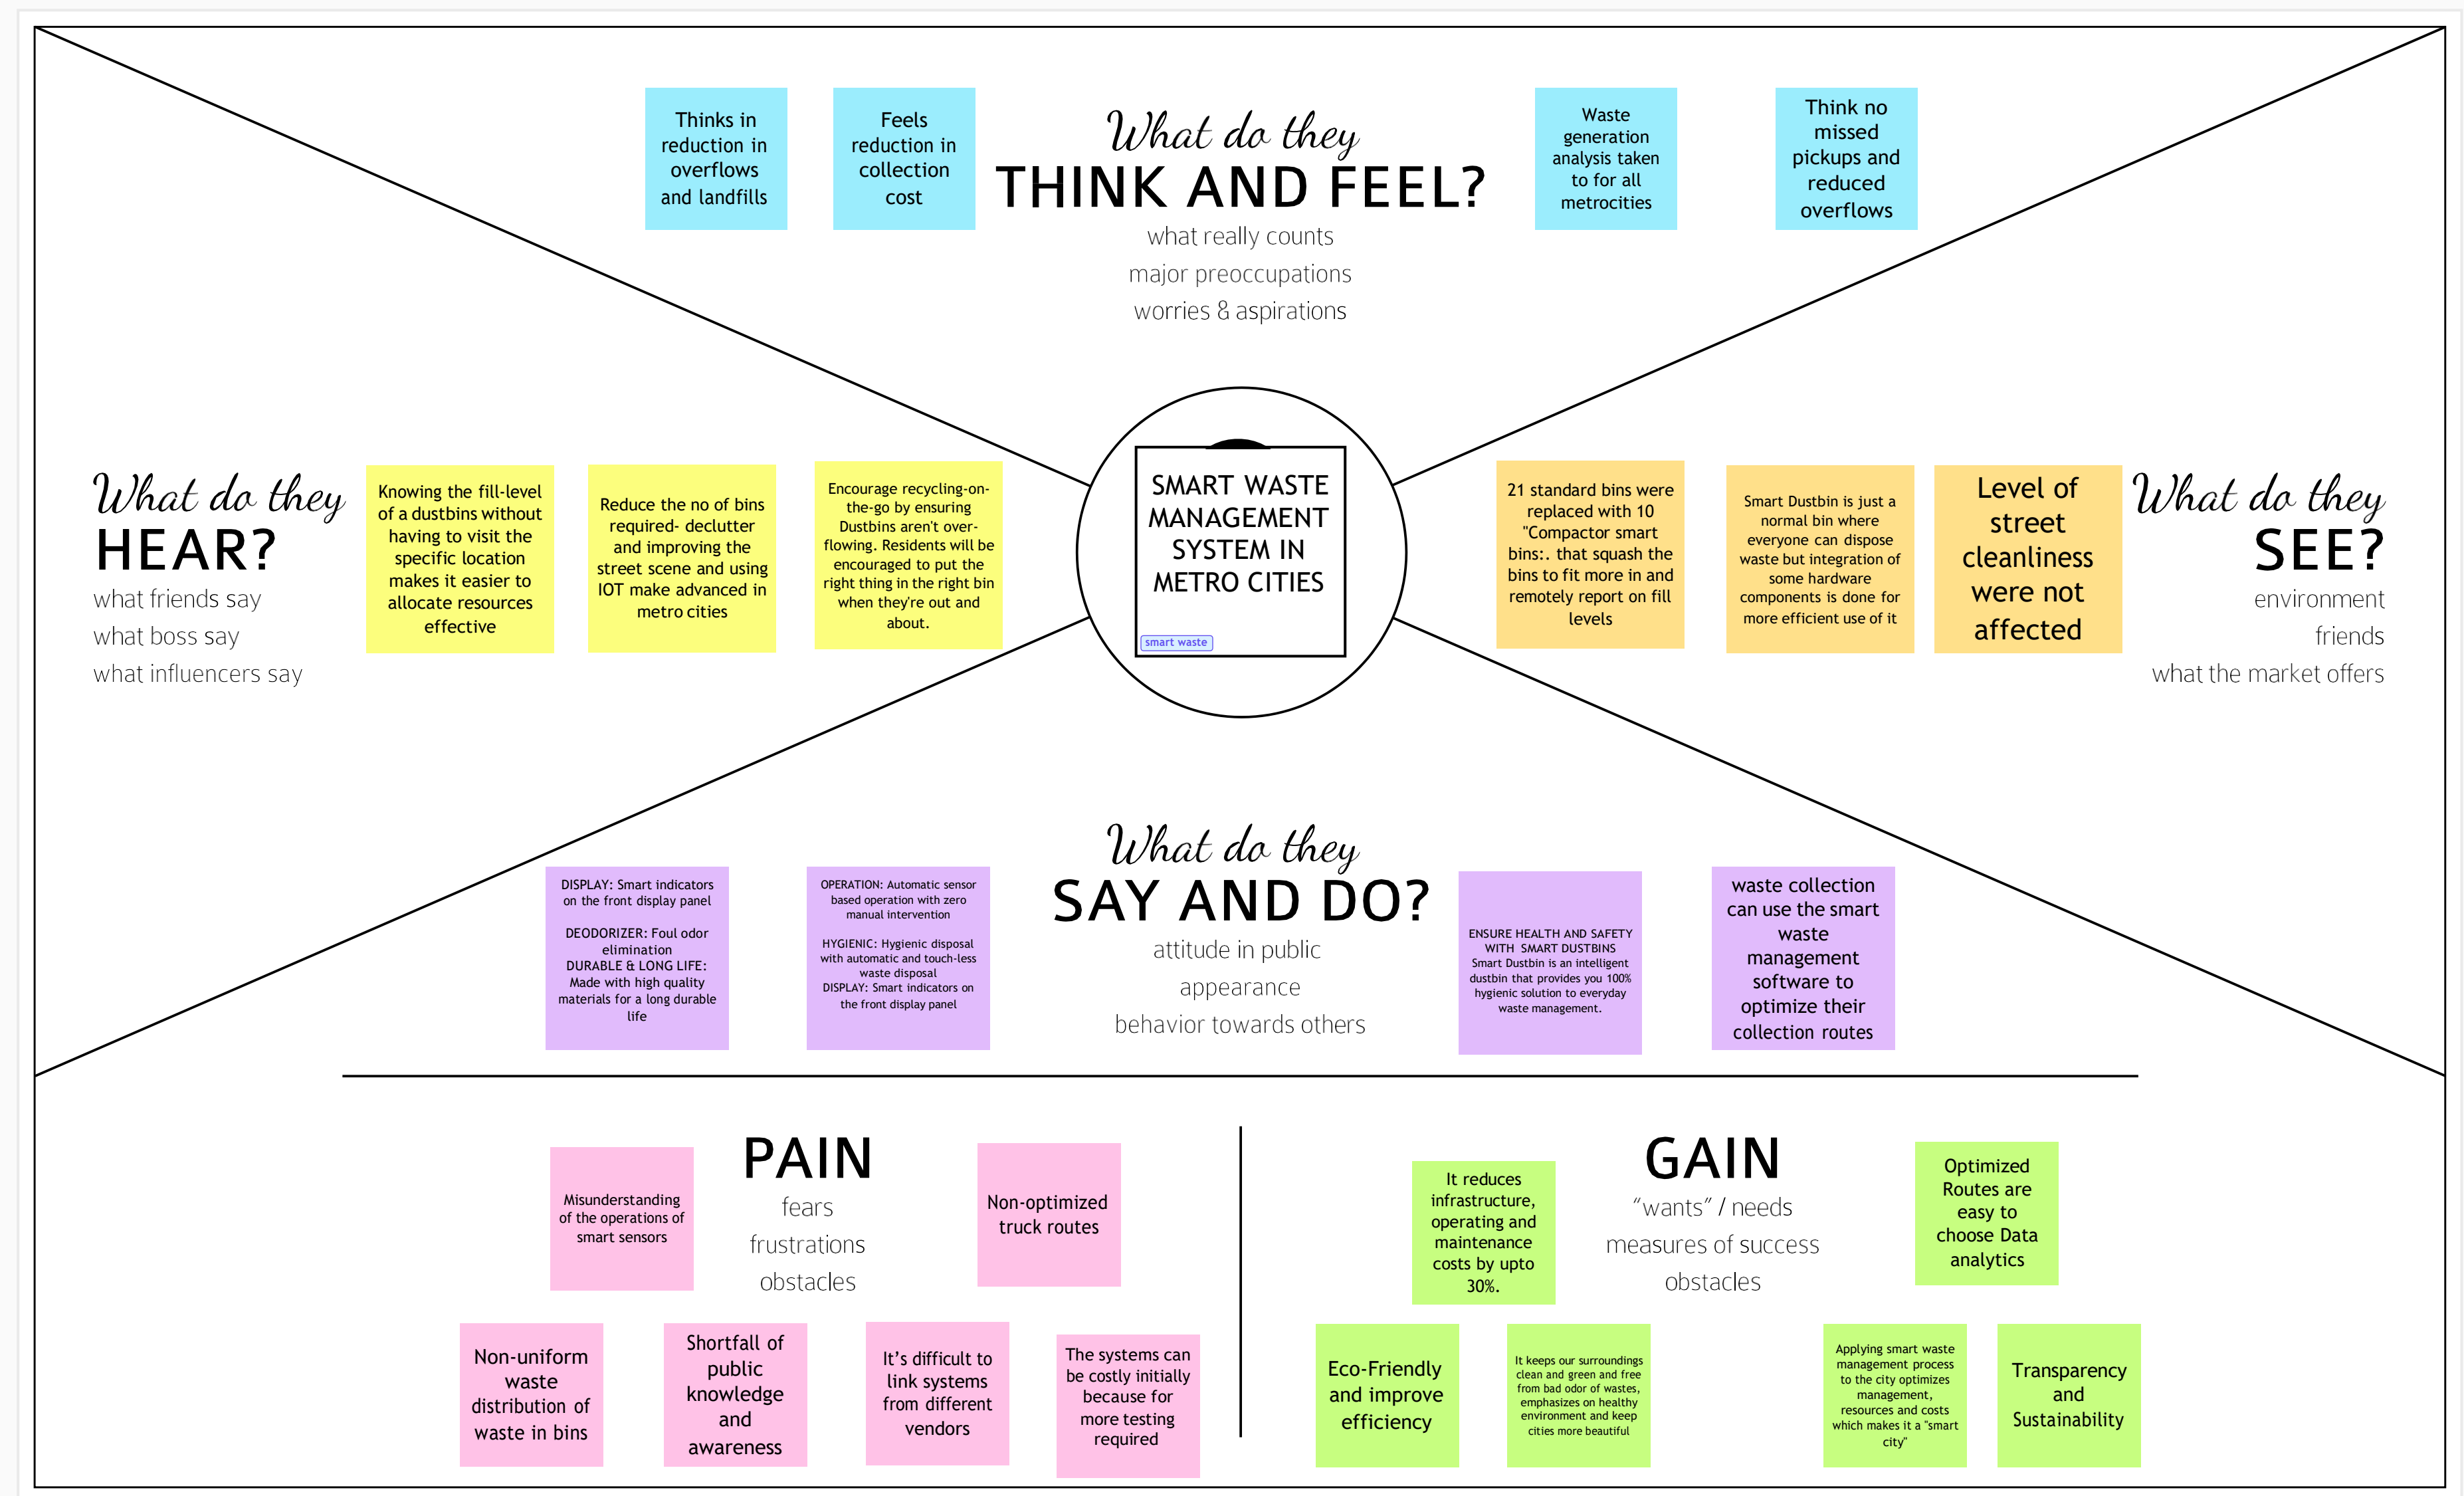 Thinks in
reduction in
overflows
and landfills
Feels
reduction in
collection
cost
What do they
THINK AND FEEL?
what really counts
major preoccupations
worries & aspirations
Waste
generation
analysis taken
to for all
metrocities
Think no
missed
pickups and
reduced
overflows
What do they
HEAR?
what friends say
what boss say
what influencers say
Knowing the fill-level
of a dustbins without
having to visit the
specific location
makes it easier to
allocate resources
effective
Reduce the no of bins
required- declutter
and improving the
street scene and using
IOT make advanced in
metro cities
Encourage recycling-on-
the-go by ensuring
Dustbins aren't over-
flowing. Residents will be
encouraged to put the
right thing in the right bin
when they're out and
about.
SMART WASTE
MANAGEMENT
SYSTEM IN
METRO CITIES
smart waste
21 standard bins were
replaced with 10
"Compactor smart
bins:. that squash the
bins to fit more in and
remotely report on fill
levels
Smart Dustbin is just a
normal bin where
everyone can dispose
waste but integration of
some hardware
components is done for
more efficient use of it
Level of
street
cleanliness
were not
affected
What do they
SEE?
environment
friends
what the market offers
DISPLAY: Smart indicators
on the front display panel
DEODORIZER: Foul odor
elimination
DURABLE & LONG LIFE:
Made with high quality
materials for a long durable
life
OPERATION: Automatic sensor
based operation with zero
manual intervention
HYGIENIC: Hygienic disposal
with automatic and touch-less
waste disposal
DISPLAY: Smart indicators on
the front display panel
What do they
SAY AND DO?
attitude in public
appearance
behavior towards others
ENSURE HEALTH AND SAFETY
WITH SMART DUSTBINS
Smart Dustbin is an intelligent
dustbin that provides you 100%
hygienic solution to everyday
waste management.
waste collection
can use the smart
waste
management
software to
optimize their
collection routes
PAIN
fears
frustrations
obstacles
Misunderstanding
of the operations of
smart sensors
Non-optimized
truck routes
Non-uniform
waste
distribution of
waste in bins
Shortfall of
public
knowledge
and
awareness
It's difficult to
link systems
from different
vendors
The systems can
be costly initially
because for
more testing
required
GAIN
"wants" / needs
measures of success
obstacles
It reduces
infrastructure,
operating and
maintenance
costs by upto
30%.
Optimized
Routes are
easy to
choose Data
analytics
Eco-Friendly
and improve
efficiency
It keeps our surroundings
clean and green and free
from bad odor of wastes,
emphasizes on healthy
environment and keep
cities more beautiful
Applying smart waste
management process
to the city optimizes
management,
resources and costs
which makes it a "smart
city"
Transparency
and
Sustainability